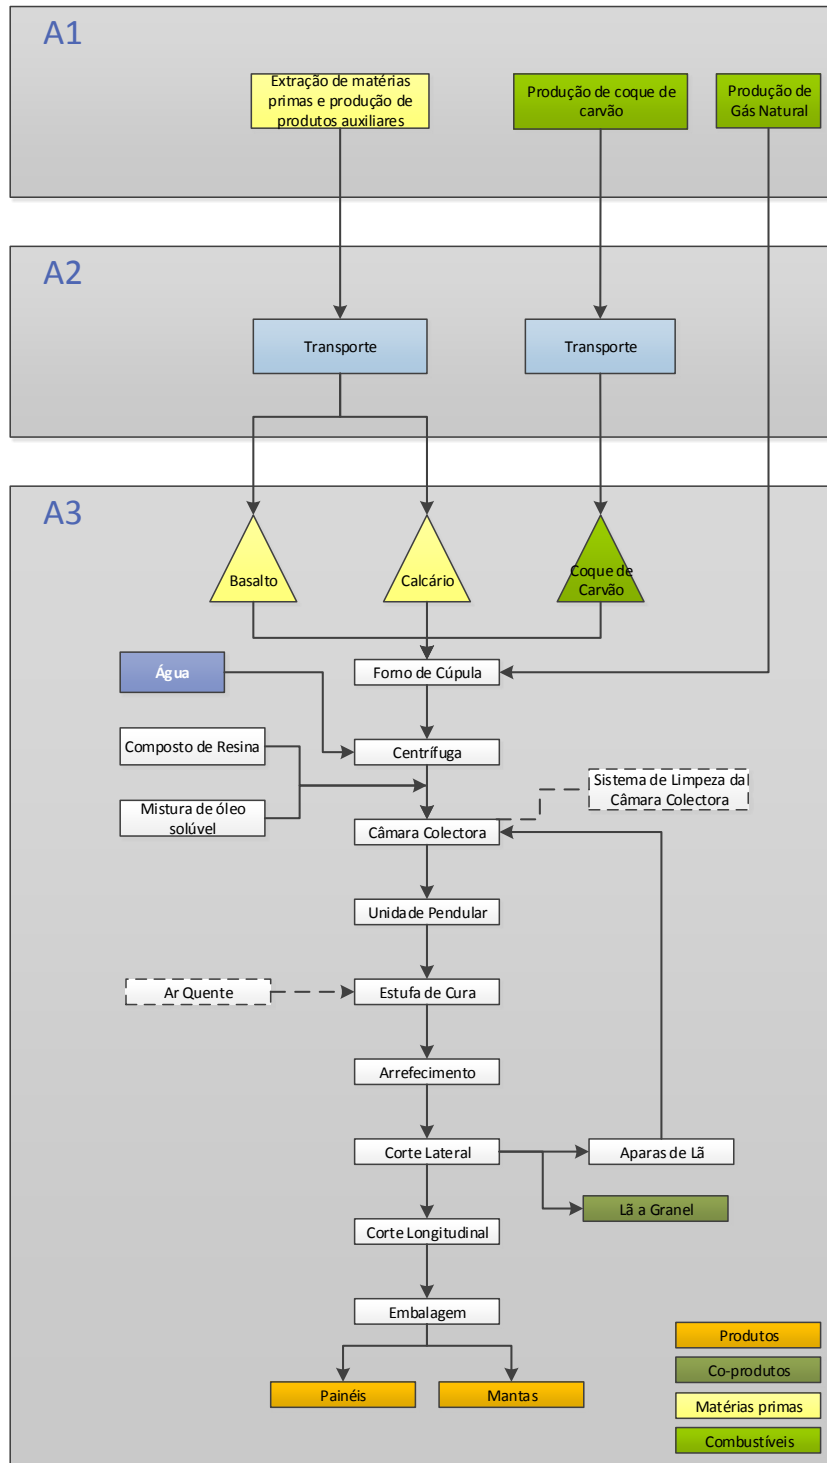 A1
Extração de matérias
primas e produção de
produtos auxiliares
Produção de coque de
carvão
Produção de
Gás Natural
A2
Transporte
Transporte
A3
Basalto
Calcário
Coque de
Carvão
Forno de Cúpula
Água
Composto de Resina
Centrífuga
Sistema de Limpeza da
Câmara Colectora
Mistura de óleo
solúvel
Câmara Colectora
Unidade Pendular
Ar Quente
Estufa de Cura
Arrefecimento
Corte Lateral
Aparas de Lã
Lã a Granel
Corte Longitudinal
Embalagem
Painéis
Mantas
Produtos
Co-produtos
Matérias primas
Combustíveis